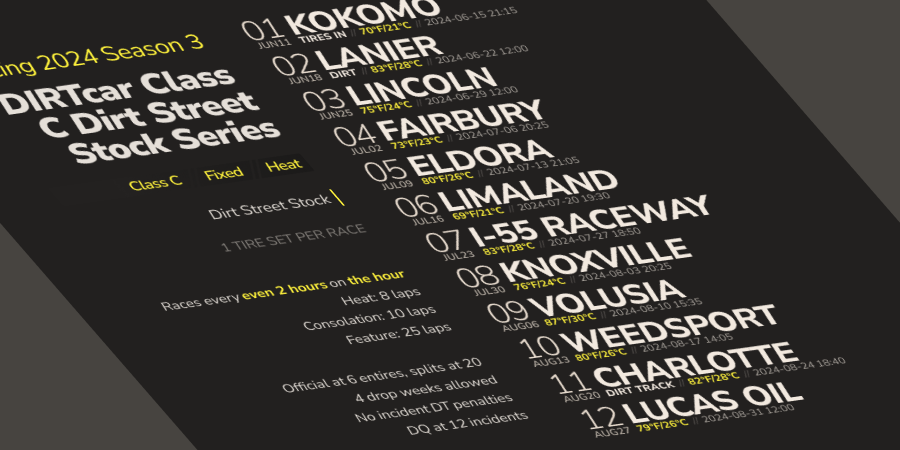 ing 2024 Season 3
DIRTcar Class
C Dirt Street
Stock Series
Class C Fixed Heat
Dirt Street Stock
1 TIRE SET PER RACE
Races every even 2 hours on the hour
Heat: 8 laps
Consolation: 10 laps
Feature: 25 laps
Official at 6 entires, splits at 20
4 drop weeks allowed
No incident DT penalties
DQ at 12 incidents
01 KOKOMO
JUN11 TIRES IN // 70°F/21°C // 2024-06-15 21:15
02 LANIER
JUN18 DIRT // 83°F/28°C // 2024-06-22 12:00
03 LINCOLN
JUN25 75°F/24°C // 2024-06-29 12:00
04 FAIRBURY
JUL02 73°F/23°C // 2024-07-06 20:25
05 ELDORA
JUL09 80°F/26°C // 2024-07-13 21:05
06 LIMALAND
JUL16 69°F/21°C // 2024-07-20 19:30
07 I-55 RACEWAY
JUL23 83°F/28°C // 2024-07-27 18:50
08 KNOXVILLE
JUL30 76°F/24°C // 2024-08-03 20:25
09 VOLUSIA
AUG06 87°F/30°C // 2024-08-10 15:35
10 WEEDSPORT
AUG13 80°F/26°C // 2024-08-17 14:05
11 CHARLOTTE
AUG20 DIRT TRACK // 82°F/28°C // 2024-08-24 18:40
12 LUCAS OIL
AUG27 79°F/26°C // 2024-08-31 12:00